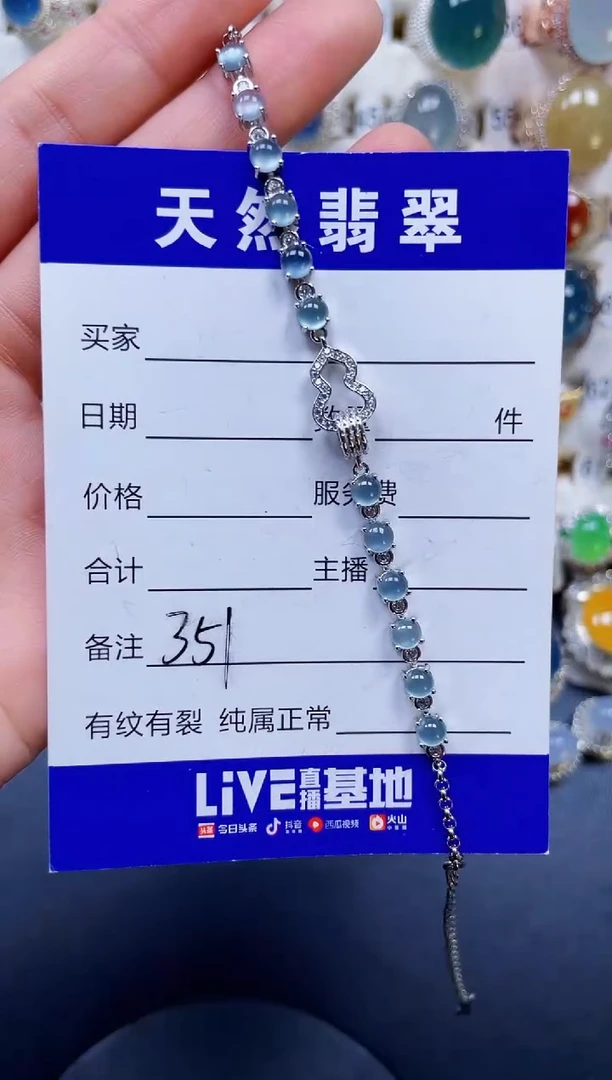 天然翡翠
买家
日期 件
价格 服务费
合计 主播
备注 351
有纹有裂 纯属正常
LiVE直播基地
头条 今日头条 抖音 西瓜视频 火山